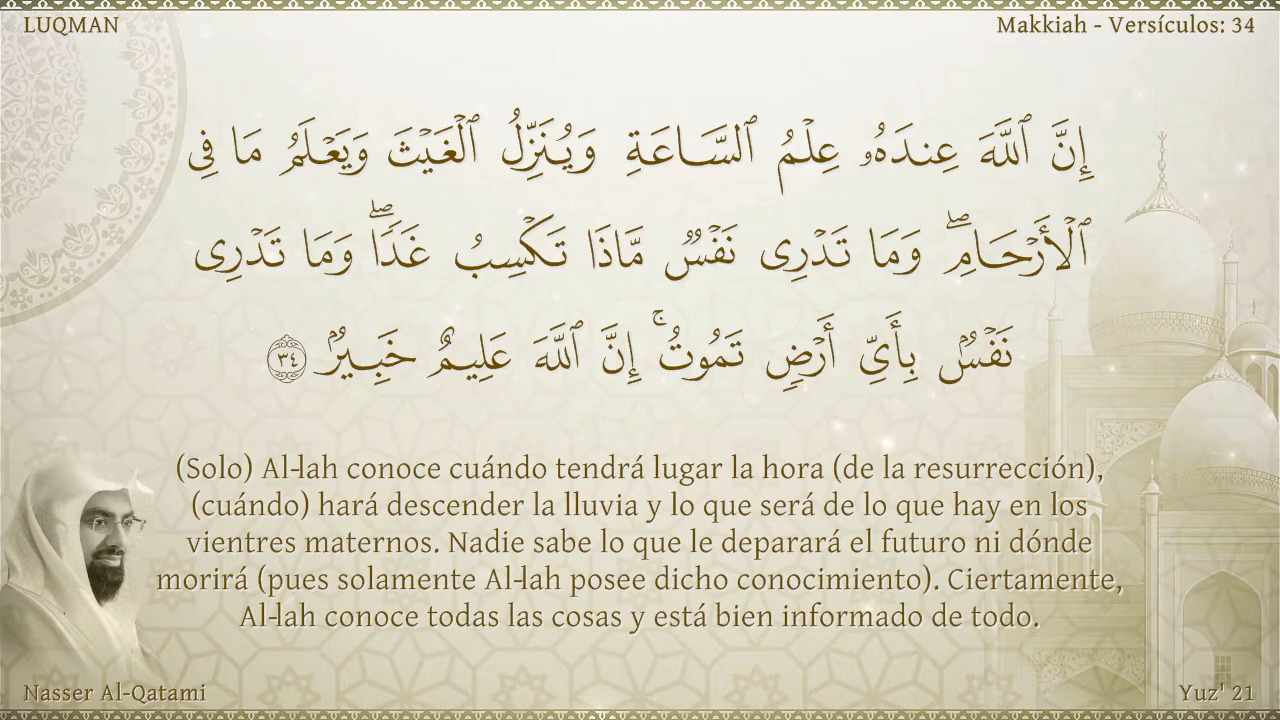 LUQMAN
Makkiah - Versículos: 34
إِنَّ ٱللَّهَ عِندَهُۥ عِلْمُ ٱلسَّاعَةِ وَيُنَزِّلُ ٱلْغَيْثَ وَيَعْلَمُ مَا فِى
ٱلْأَرْحَامِ ۖ وَمَا تَدْرِى نَفْسٌ مَّاذَا تَكْسِبُ غَدًا ۖ وَمَا تَدْرِى
نَفْسٌۢ بِأَىِّ أَرْضٍ تَمُوتُ ۚ إِنَّ ٱللَّهَ عَلِيمٌ خَبِيرٌۢ ٣٤
(Solo) Al-lah conoce cuándo tendrá lugar la hora (de la resurrección),
(cuándo) hará descender la lluvia y lo que será de lo que hay en los
vientres maternos. Nadie sabe lo que le deparará el futuro ni dónde
morirá (pues solamente Al-lah posee dicho conocimiento). Ciertamente,
Al-lah conoce todas las cosas y está bien informado de todo.
Nasser Al-Qatami
Yuz' 21